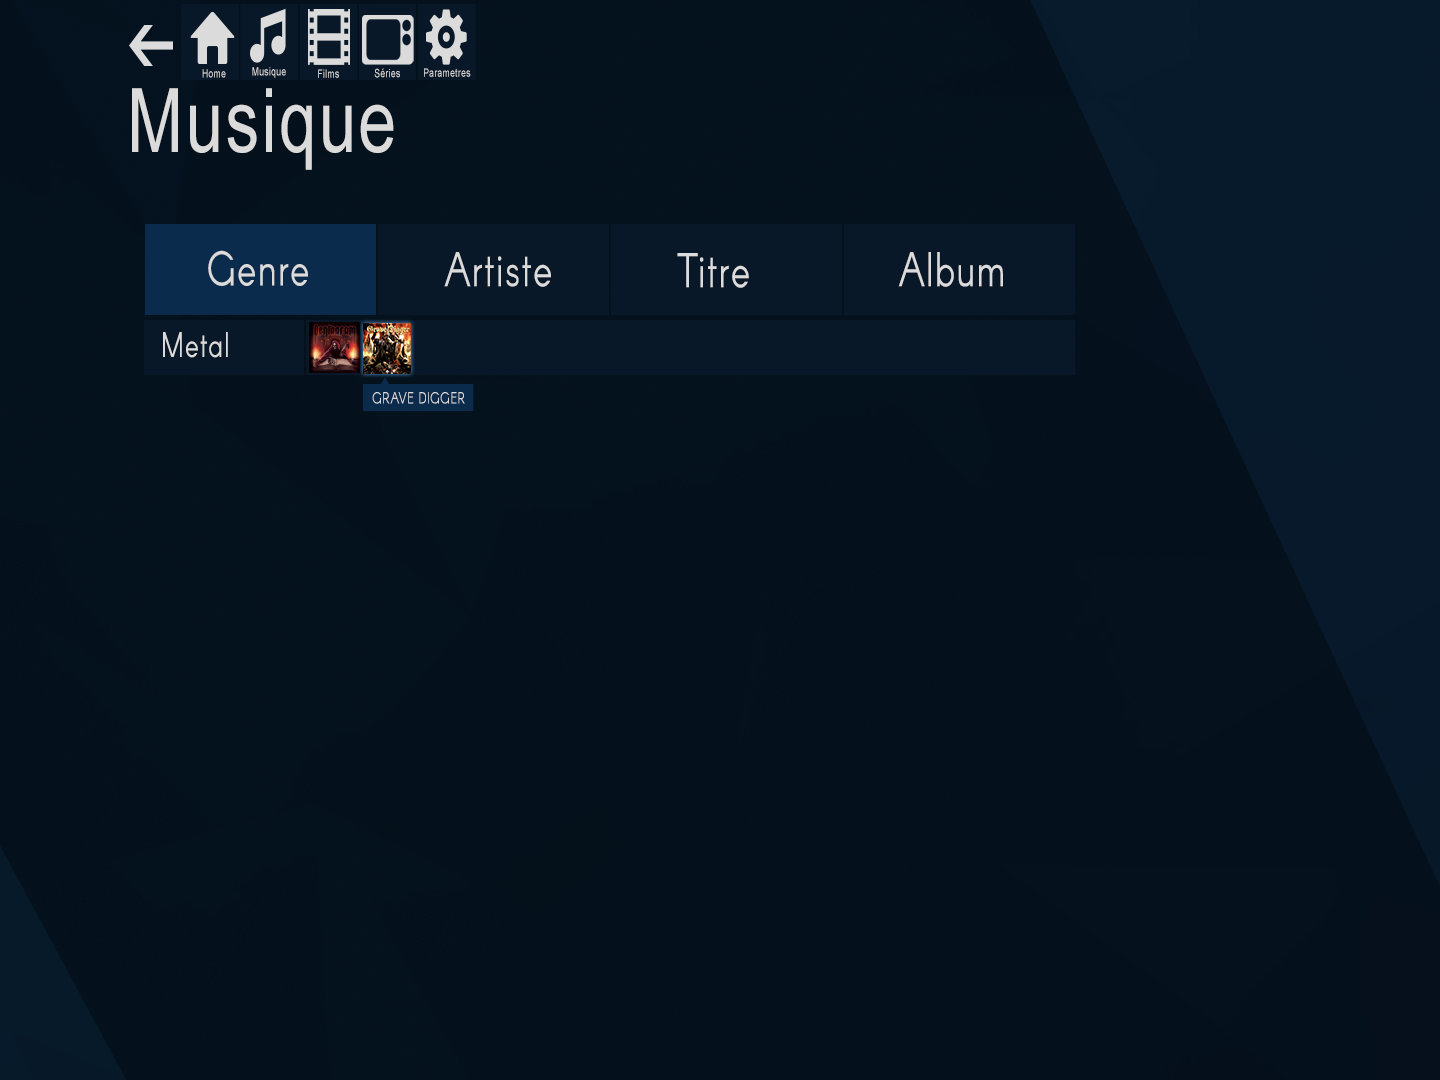 Home Musique Films Séries Parametres
Musique
Genre Artiste Titre Album
Metal
GRAVE DIGGER